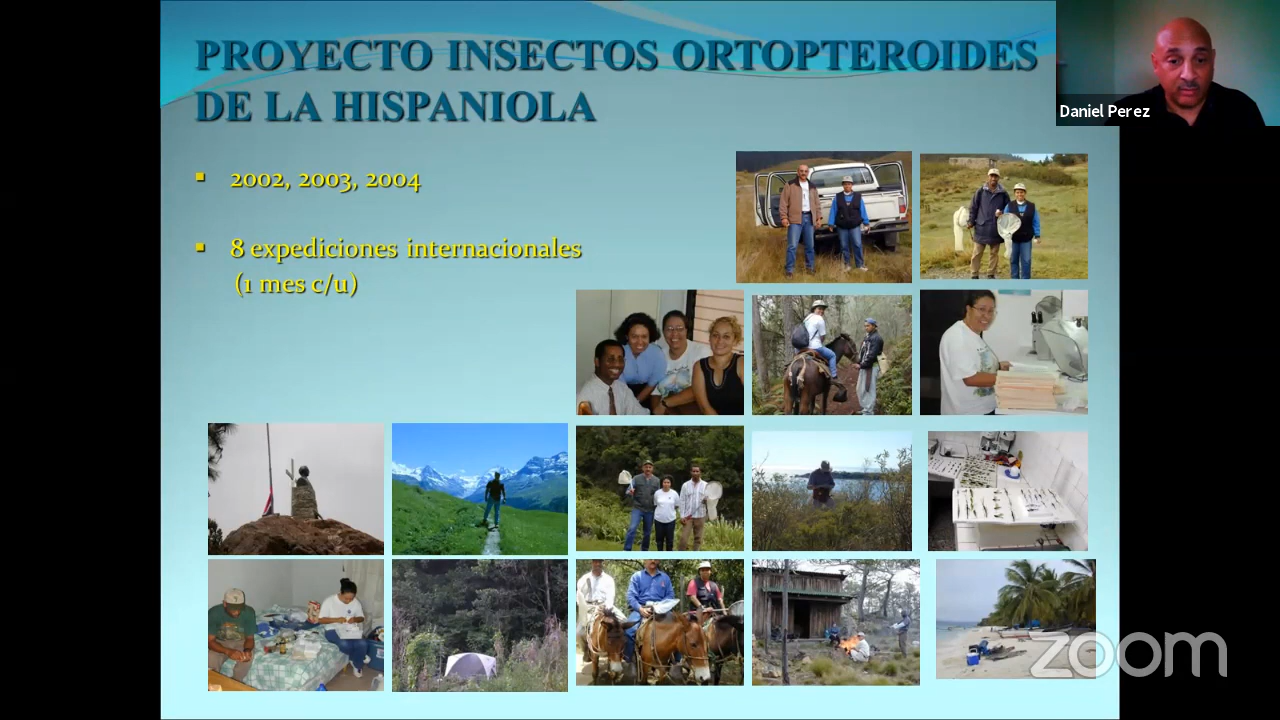 PROYECTO INSECTOS ORTOPTEROIDES
DE LA HISPANIOLA
Daniel Perez
▪ 2002, 2003, 2004
▪ 8 expediciones internacionales
(1 mes c/u)
zoom